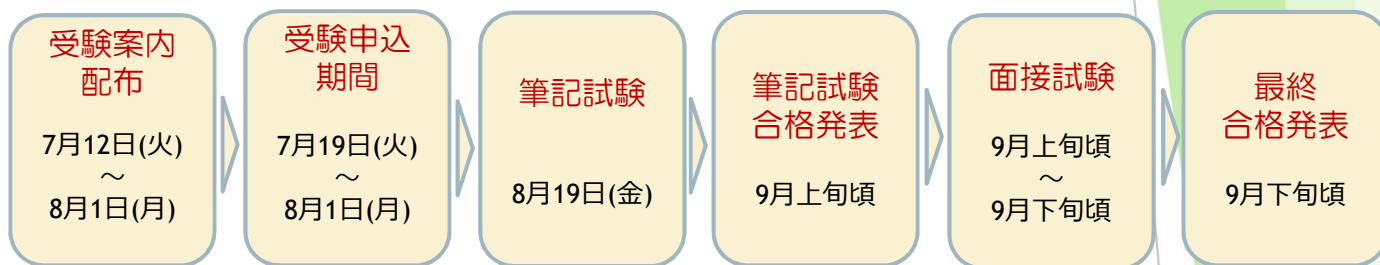 受験案内
配布
7月12日(火)
～
8月1日(月)
受験申込
期間
7月19日(火)
～
8月1日(月)
筆記試験
8月19日(金)
筆記試験
合格発表
9月上旬頃
面接試験
9月上旬頃
～
9月下旬頃
最終
合格発表
9月下旬頃